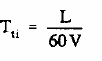 T_ti = L / 60 V